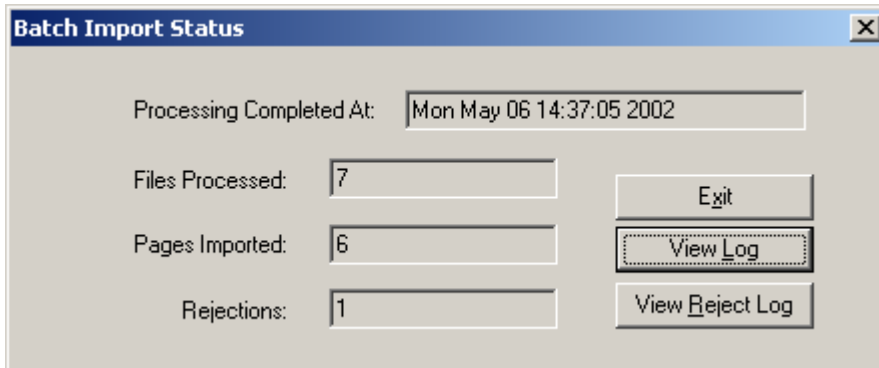 Batch Import Status
Processing Completed At: Mon May 06 14:37:05 2002
Files Processed: 7
Exit
Pages Imported: 6
View Log
Rejections: 1
View Reject Log